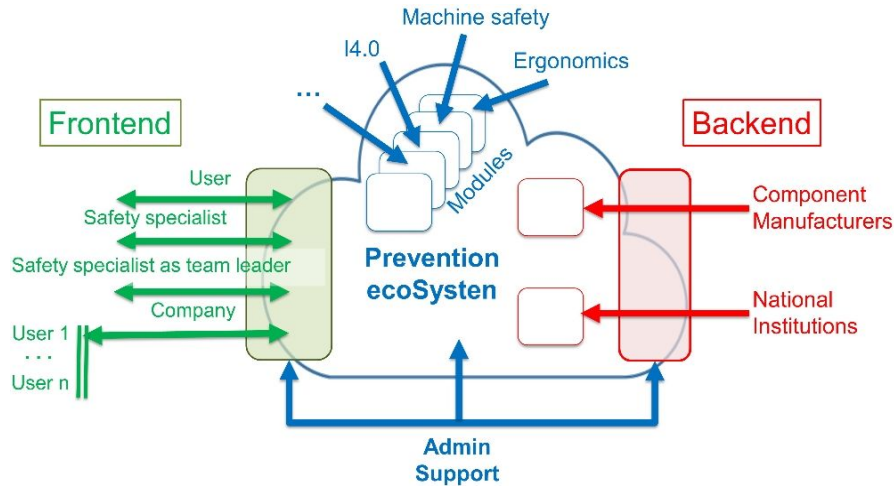 Machine safety
I4.0
Ergonomics
...
Frontend
Backend
Modules
User
Safety specialist
Safety specialist as team leader
Company
User 1
...
User n
Prevention
ecoSysten
Component
Manufacturers
National
Institutions
Admin
Support